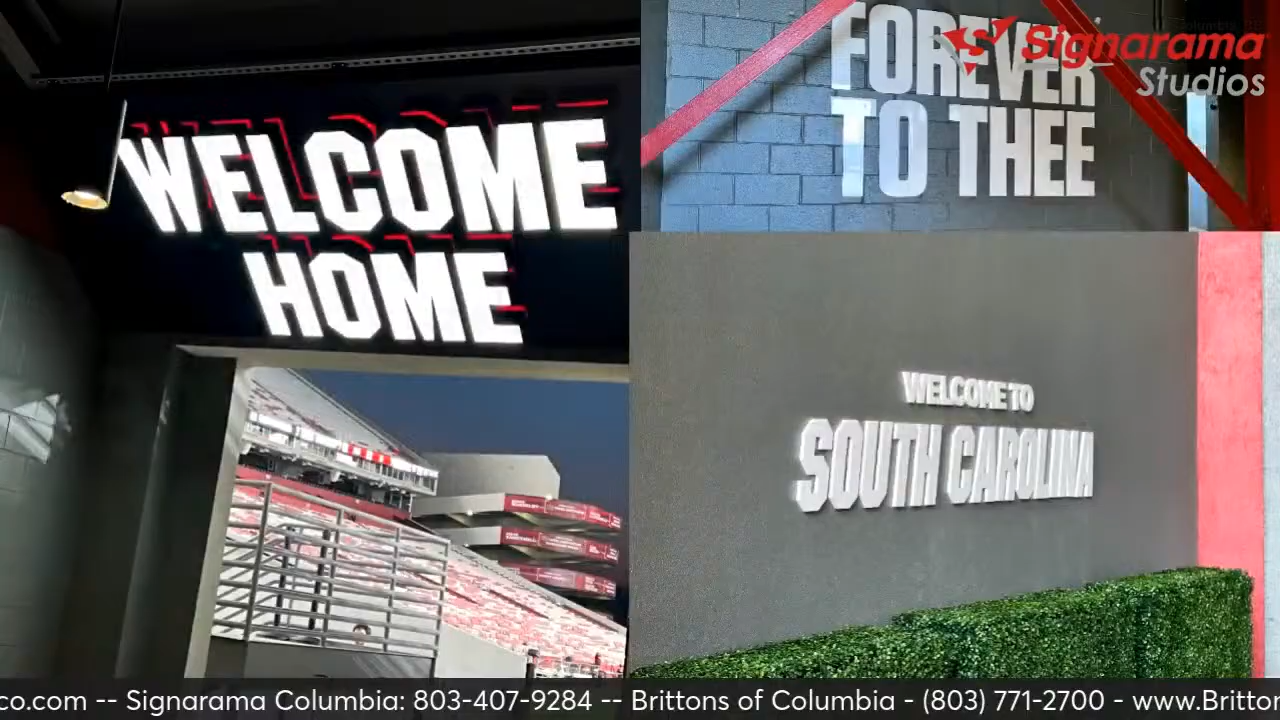 WELCOME
HOME
FOREVER
TO THEE
Signarama
Studios
WELCOME TO
SOUTH CAROLINA
co.com -- Signarama Columbia: 803-407-9284 -- Brittons of Columbia - (803) 771-2700 - www.Britton